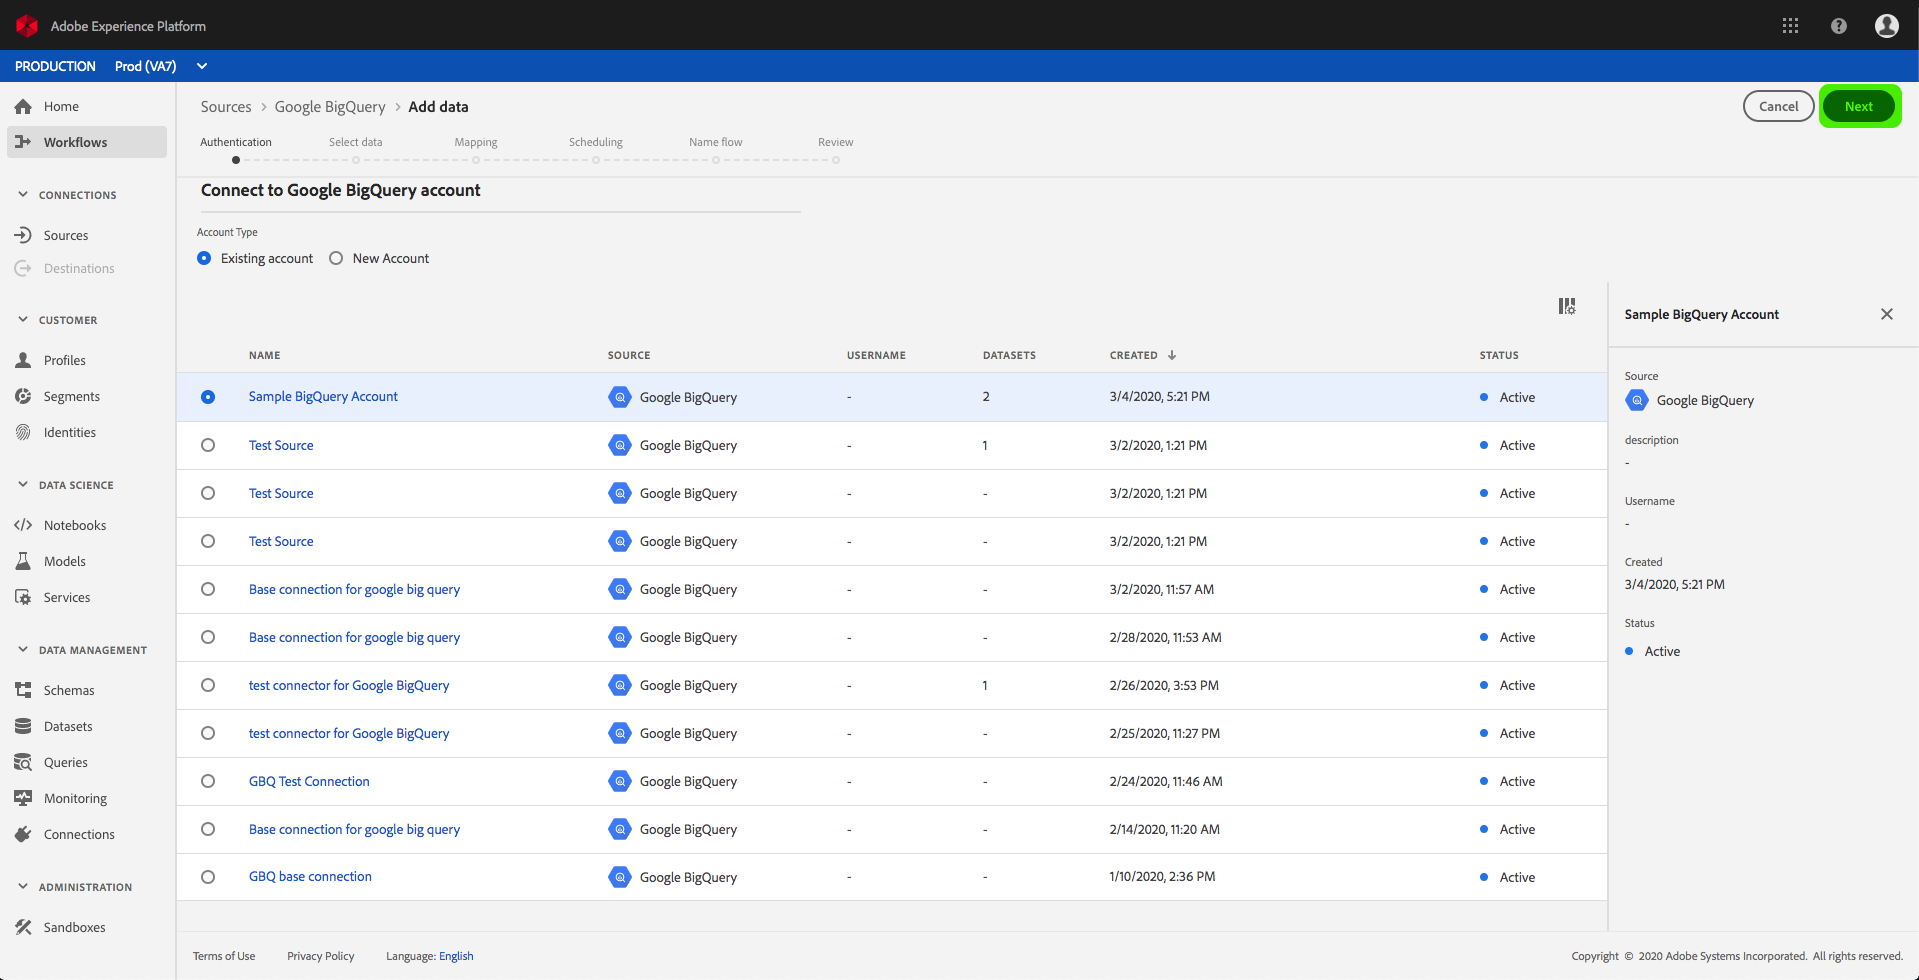 Adobe Experience Platform
PRODUCTION Prod (VA7)
Home
Workflows
CONNECTIONS
Sources
Destinations
CUSTOMER
Profiles
Segments
Identities
DATA SCIENCE
Notebooks
Models
Services
DATA MANAGEMENT
Schemas
Datasets
Queries
Monitoring
Connections
ADMINISTRATION
Sandboxes
Sources > Google BigQuery > Add data
Cancel Next
Authentication Select data Mapping Scheduling Name flow Review
Connect to Google BigQuery account
Account Type
Existing account New Account
NAME SOURCE USERNAME DATASETS CREATED ↓ STATUS
Sample BigQuery Account Google BigQuery - 2 3/4/2020, 5:21 PM Active
Test Source Google BigQuery - 1 3/2/2020, 1:21 PM Active
Test Source Google BigQuery - - 3/2/2020, 1:21 PM Active
Test Source Google BigQuery - - 3/2/2020, 1:21 PM Active
Base connection for google big query Google BigQuery - - 3/2/2020, 11:57 AM Active
Base connection for google big query Google BigQuery - - 2/28/2020, 11:53 AM Active
test connector for Google BigQuery Google BigQuery - 1 2/26/2020, 3:53 PM Active
test connector for Google BigQuery Google BigQuery - - 2/25/2020, 11:27 PM Active
GBQ Test Connection Google BigQuery - - 2/24/2020, 11:46 AM Active
Base connection for google big query Google BigQuery - - 2/14/2020, 11:20 AM Active
GBQ base connection Google BigQuery - - 1/10/2020, 2:36 PM Active
Sample BigQuery Account
Source
Google BigQuery
description
-
Username
-
Created
3/4/2020, 5:21 PM
Status
Active
Terms of Use Privacy Policy Language: English
Copyright © 2020 Adobe Systems Incorporated. All rights reserved.